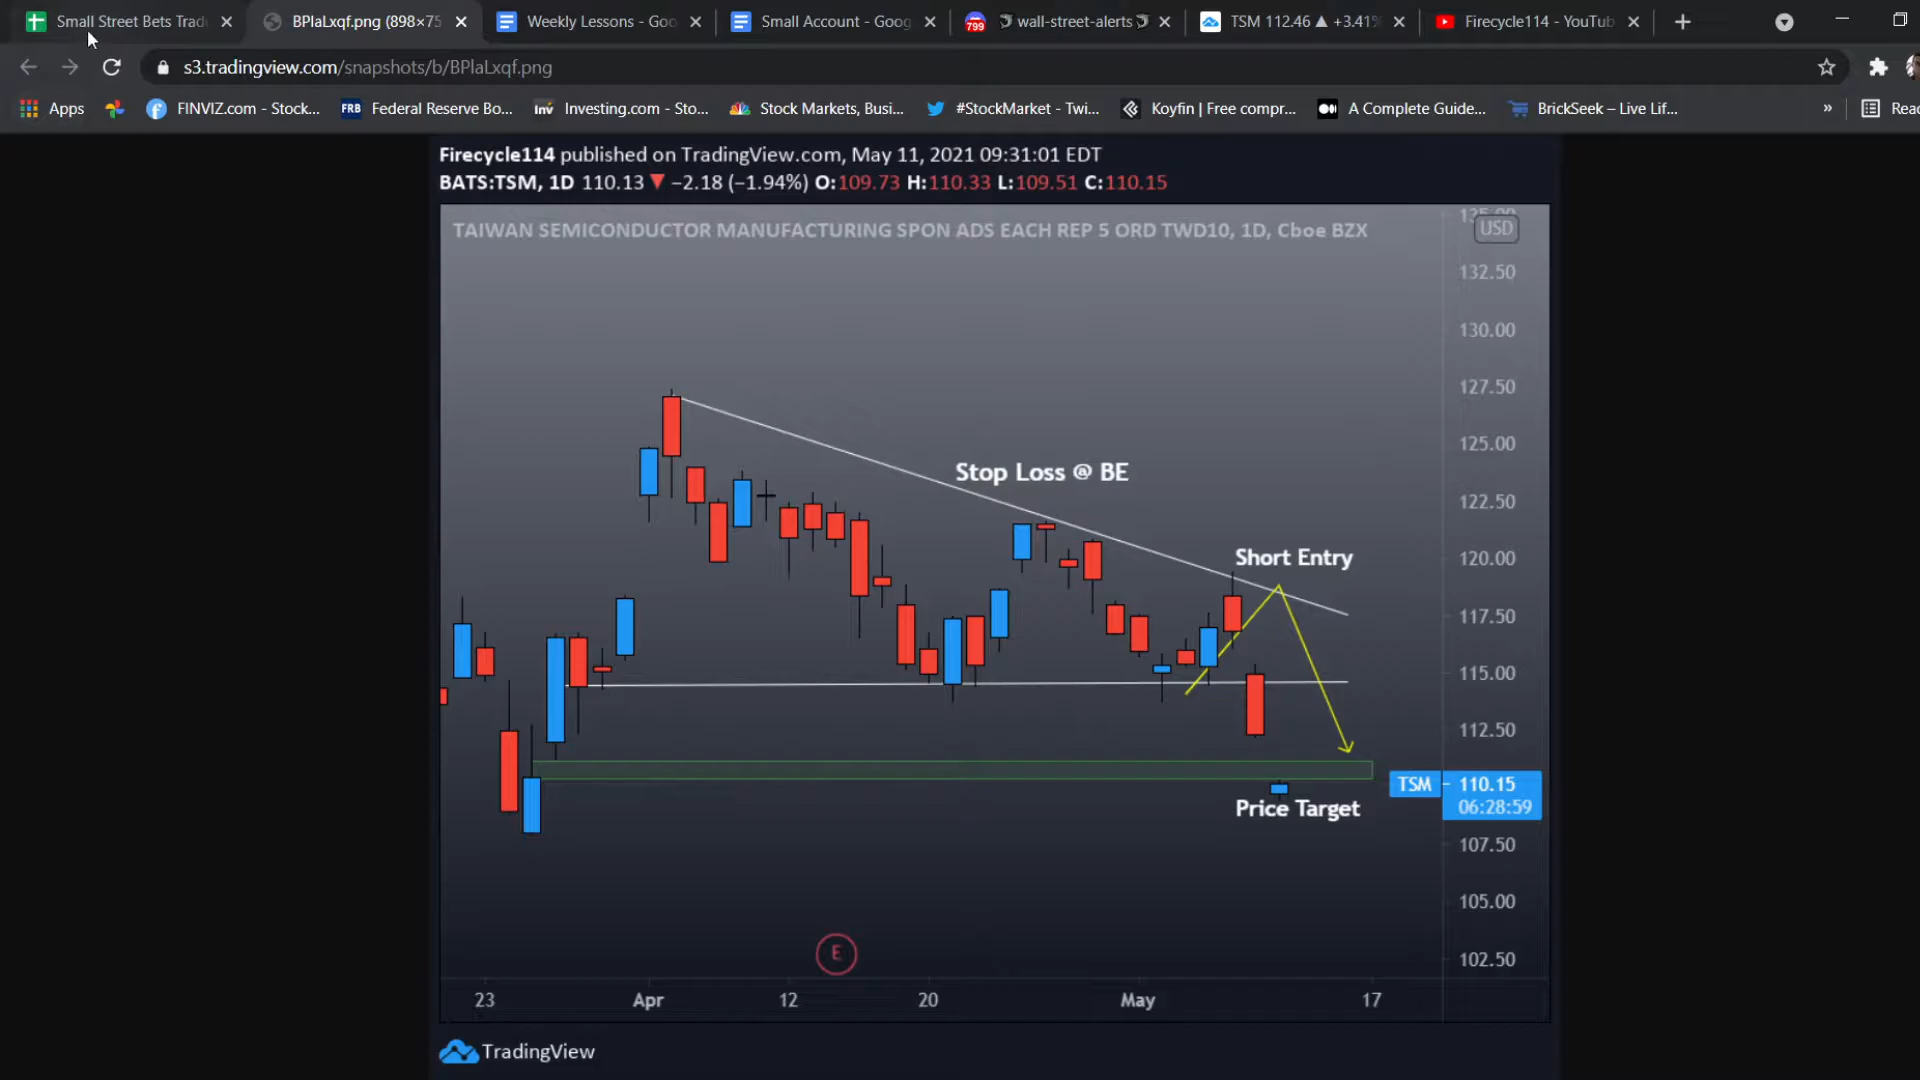 Small Street Bets Trad
BPlaLxqf.png (898×75
Weekly Lessons - Goo
Small Account - Goog
799
wall-street-alerts
TSM 112.46 ▲ +3.41%
Firecycle114 - YouTub
s3.tradingview.com/snapshots/b/BPlaLxqf.png
Apps
FINVIZ.com - Stock...
FRB
Federal Reserve Bo...
Inv
Investing.com - Sto...
Stock Markets, Busi...
#StockMarket - Twi...
Koyfin | Free compr...
A Complete Guide...
BrickSeek – Live Lif...
»
Read
Firecycle114 published on TradingView.com, May 11, 2021 09:31:01 EDT
BATS:TSM, 1D 110.13 ▼ −2.18 (−1.94%) O:109.73 H:110.33 L:109.51 C:110.15
TAIWAN SEMICONDUCTOR MANUFACTURING SPON ADS EACH REP 5 ORD TWD10, 1D, Cboe BZX
135.00
USD
132.50
130.00
127.50
125.00
Stop Loss @ BE
122.50
Short Entry
120.00
117.50
115.00
112.50
TSM
110.15
06:28:59
Price Target
107.50
105.00
E
102.50
23
Apr
12
20
May
17
TradingView